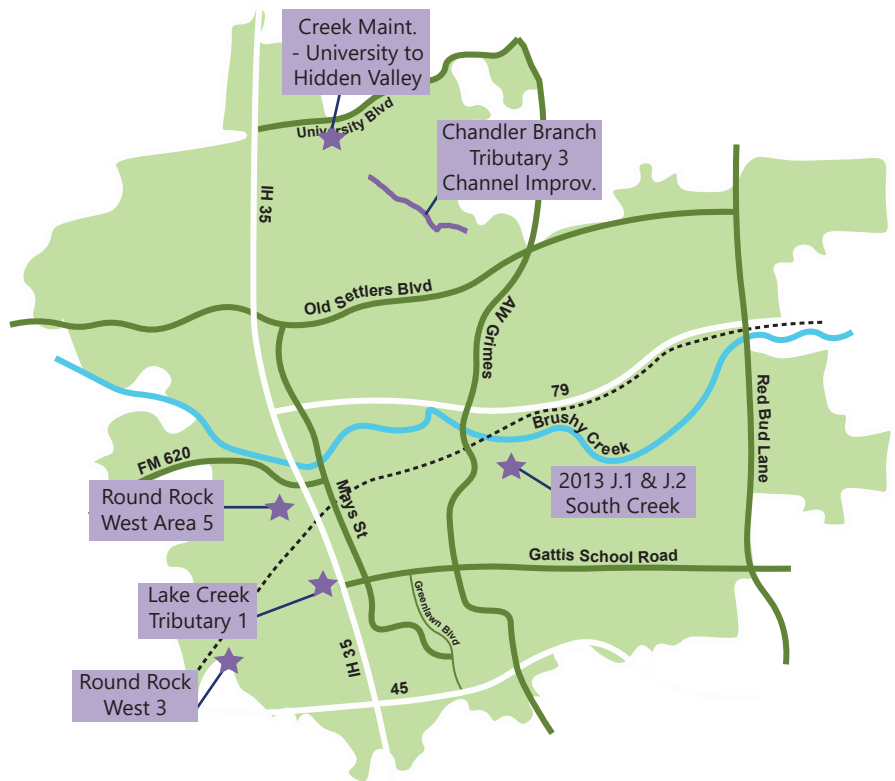 Creek Maint.
- University to
Hidden Valley
University Blvd
Chandler Branch
Tributary 3
Channel Improv.
IH 35
Old Settlers Blvd
AW Grimes
79
Brushy Creek
Red Bud Lane
FM 620
Mays St
Round Rock
West Area 5
2013 J.1 & J.2
South Creek
Gattis School Road
Greenlawn Blvd
Lake Creek
Tributary 1
IH 35
Round Rock
West 3
45